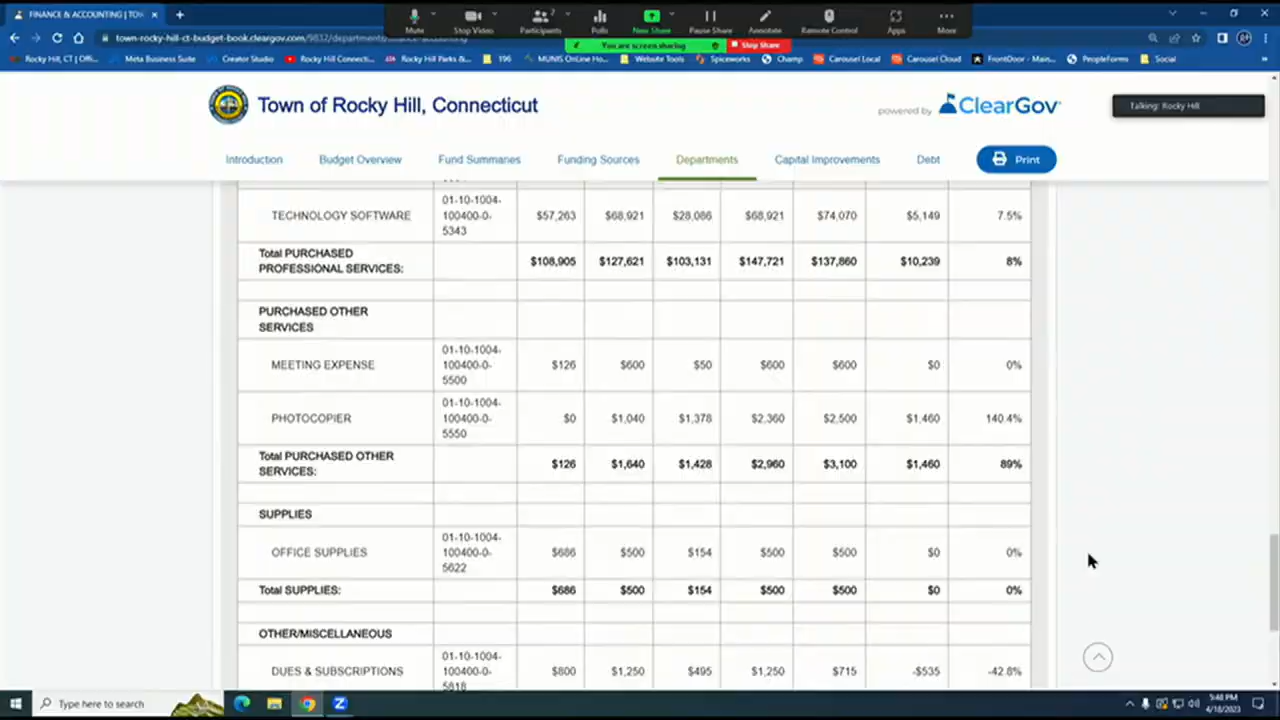 FINANCE & ACCOUNTING | TOW
Mute
Stop Video
Participants
Polls
New Share
Pause Share
Annotate
Remote Control
Apps
More
town-rocky-hill-ct-budget-book.cleargov.com/9832/departments/finance-accounting
You are screen sharing
Stop Share
Rocky Hill, CT | Offi...
Meta Business Suite
Creator Studio
Rocky Hill Connecti...
Rocky Hill Parks &...
196
MUNIS OnLine Ho...
Website Tools
Spiceworks
Champ
Carousel Local
Carousel Cloud
FrontDoor - Main...
PeopleForms
Social
Town of Rocky Hill, Connecticut
powered by ClearGov
Talking: Rocky Hill
Introduction
Budget Overview
Fund Summaries
Funding Sources
Departments
Capital Improvements
Debt
Print
TECHNOLOGY SOFTWARE 01-10-1004-100400-0-5343 $57,263 $68,921 $28,086 $68,921 $74,070 $5,149 7.5%
Total PURCHASED PROFESSIONAL SERVICES: $108,905 $127,621 $103,131 $147,721 $137,860 $10,239 8%
PURCHASED OTHER SERVICES
MEETING EXPENSE 01-10-1004-100400-0-5500 $126 $600 $50 $600 $600 $0 0%
PHOTOCOPIER 01-10-1004-100400-0-5550 $0 $1,040 $1,378 $2,360 $2,500 $1,460 140.4%
Total PURCHASED OTHER SERVICES: $126 $1,640 $1,428 $2,960 $3,100 $1,460 89%
SUPPLIES
OFFICE SUPPLIES 01-10-1004-100400-0-5622 $686 $500 $154 $500 $500 $0 0%
Total SUPPLIES: $686 $500 $154 $500 $500 $0 0%
OTHER/MISCELLANEOUS
DUES & SUBSCRIPTIONS 01-10-1004-100400-0-5818 $800 $1,250 $495 $1,250 $715 -$535 -42.8%
Type here to search
5:48 PM
4/18/2023